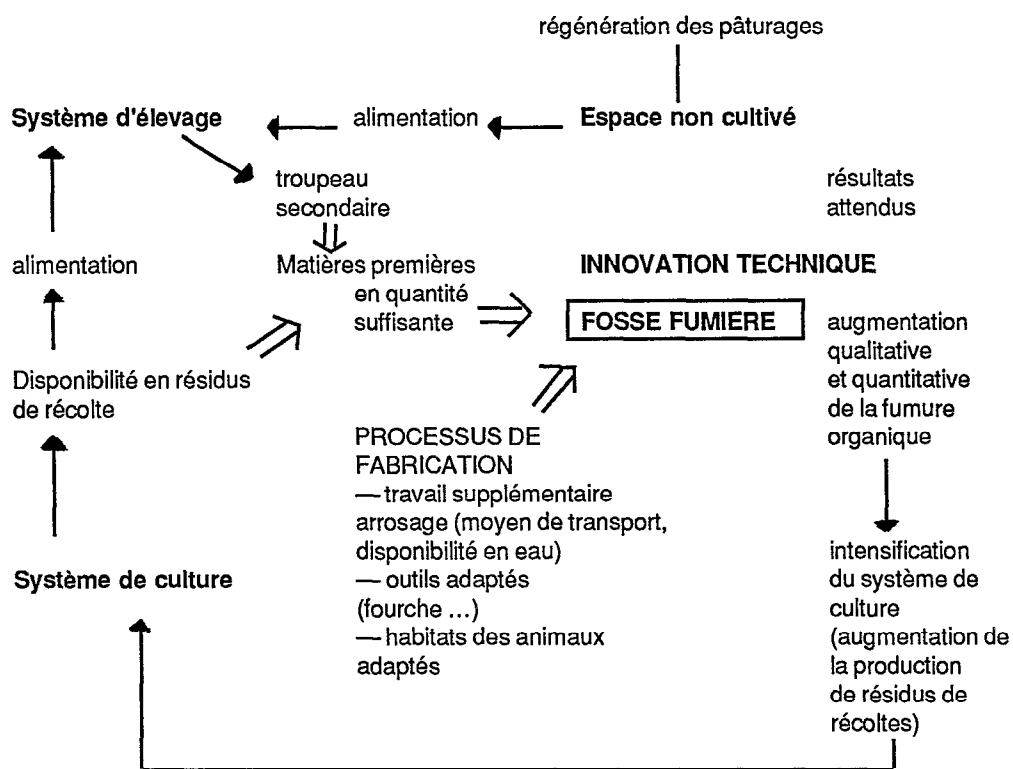 régénération des pâturages
Système d'élevage
alimentation
Espace non cultivé
troupeau
secondaire
résultats
attendus
alimentation
Matières premières
en quantité
suffisante
INNOVATION TECHNIQUE
FOSSE FUMIERE
augmentation
qualitative
et quantitative
de la fumure
organique
Disponibilité en résidus
de récolte
PROCESSUS DE
FABRICATION
— travail supplémentaire
arrosage (moyen de transport,
disponibilité en eau)
— outils adaptés
(fourche ...)
— habitats des animaux
adaptés
Système de culture
intensification
du système de
culture
(augmentation de
la production
de résidus de
récoltes)